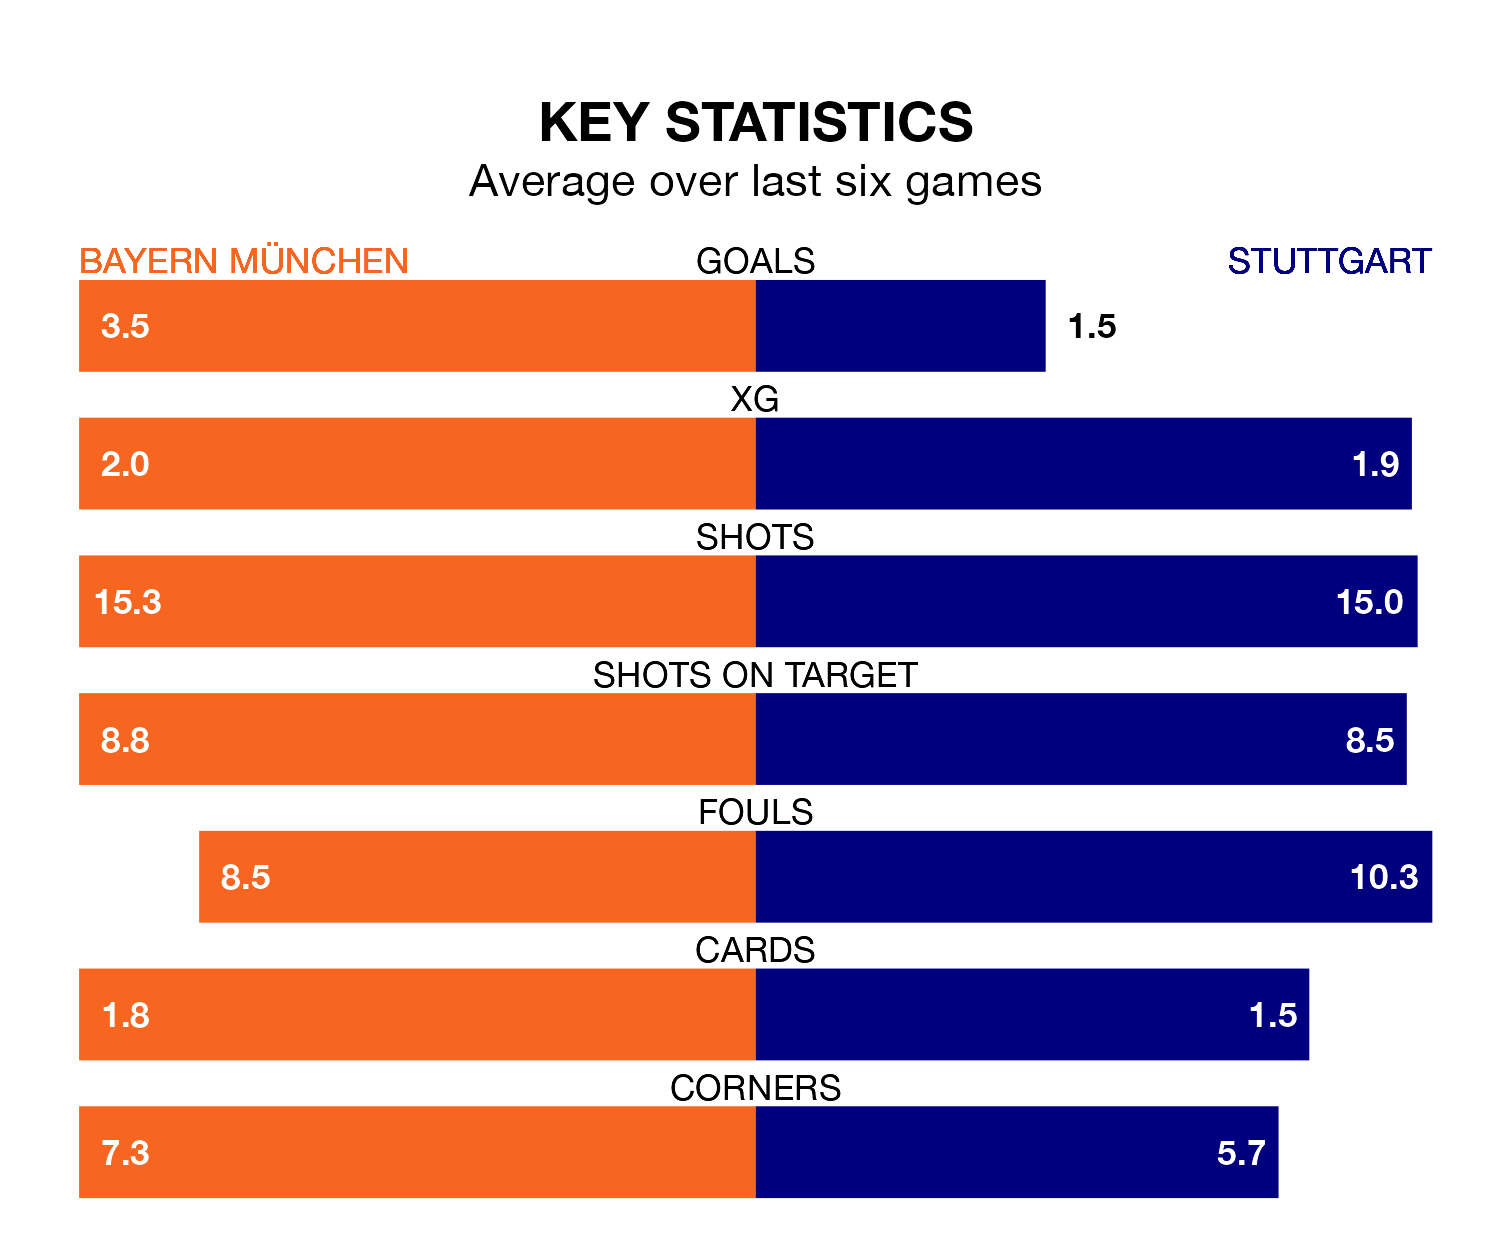 KEY STATISTICS
Average over last six games
BAYERN MÜNCHEN GOALS STUTTGART
3.5 1.5
XG
2.0 1.9
SHOTS
15.3 15.0
SHOTS ON TARGET
8.8 8.5
FOULS
8.5 10.3
CARDS
1.8 1.5
CORNERS
7.3 5.7